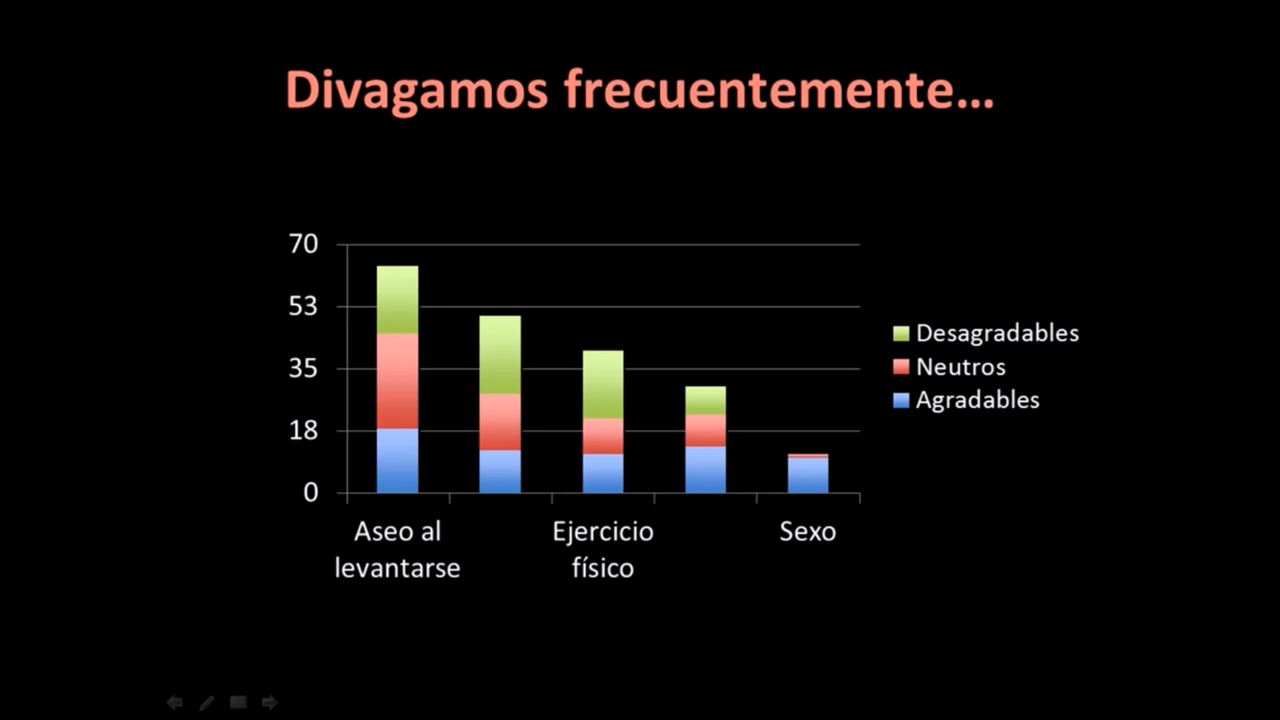 Divagamos frecuentemente...
70
53
35
18
0
Aseo al
levantarse
Ejercicio
físico
Sexo
Desagradables
Neutros
Agradables